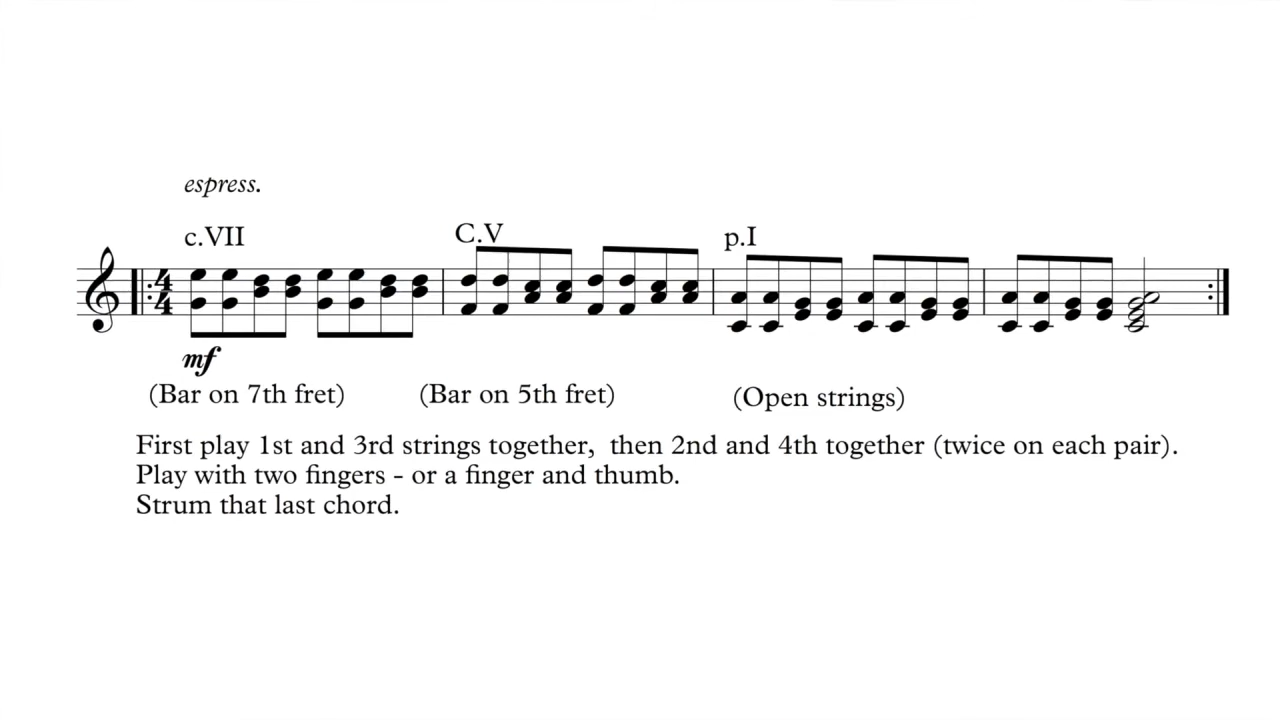 espress.
c.VII C.V p.I
4
4
mf
(Bar on 7th fret) (Bar on 5th fret) (Open strings)
First play 1st and 3rd strings together, then 2nd and 4th together (twice on each pair).
Play with two fingers - or a finger and thumb.
Strum that last chord.